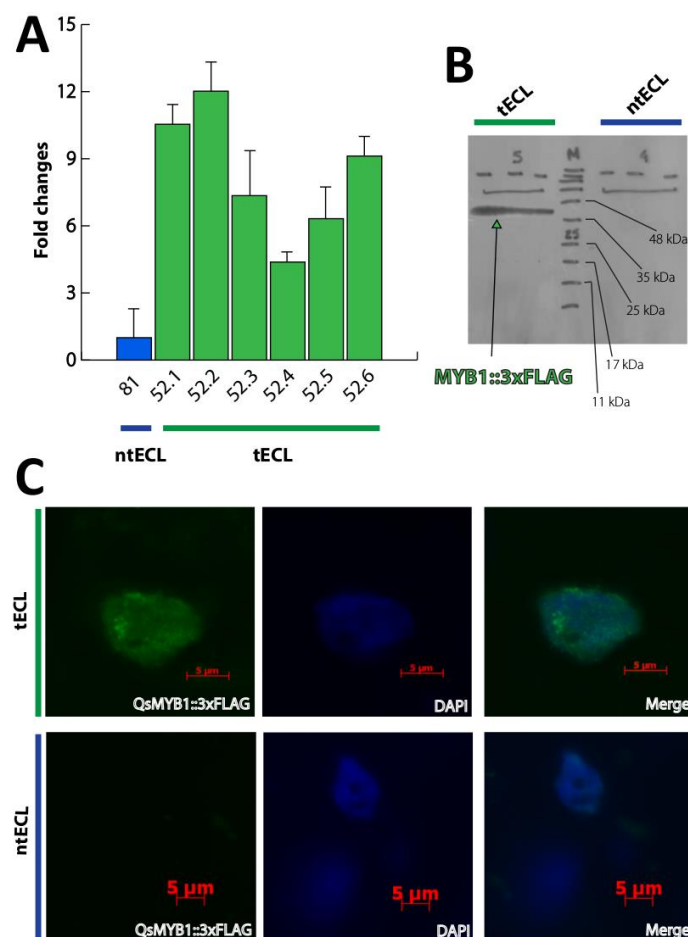 A
15
12
9
6
3
0
Fold changes
81
52.1
52.2
52.3
52.4
52.5
52.6
ntECL
tECL
B
tECL
ntECL
5
M
4
48 kDa
35 kDa
25 kDa
17 kDa
11 kDa
MYB1::3xFLAG
C
tECL
5 µm
QsMYB1::3xFLAG
5 µm
DAPI
5 µm
Merge
ntECL
5 µm
QsMYB1::3xFLAG
5 µm
DAPI
5 µm
Merge